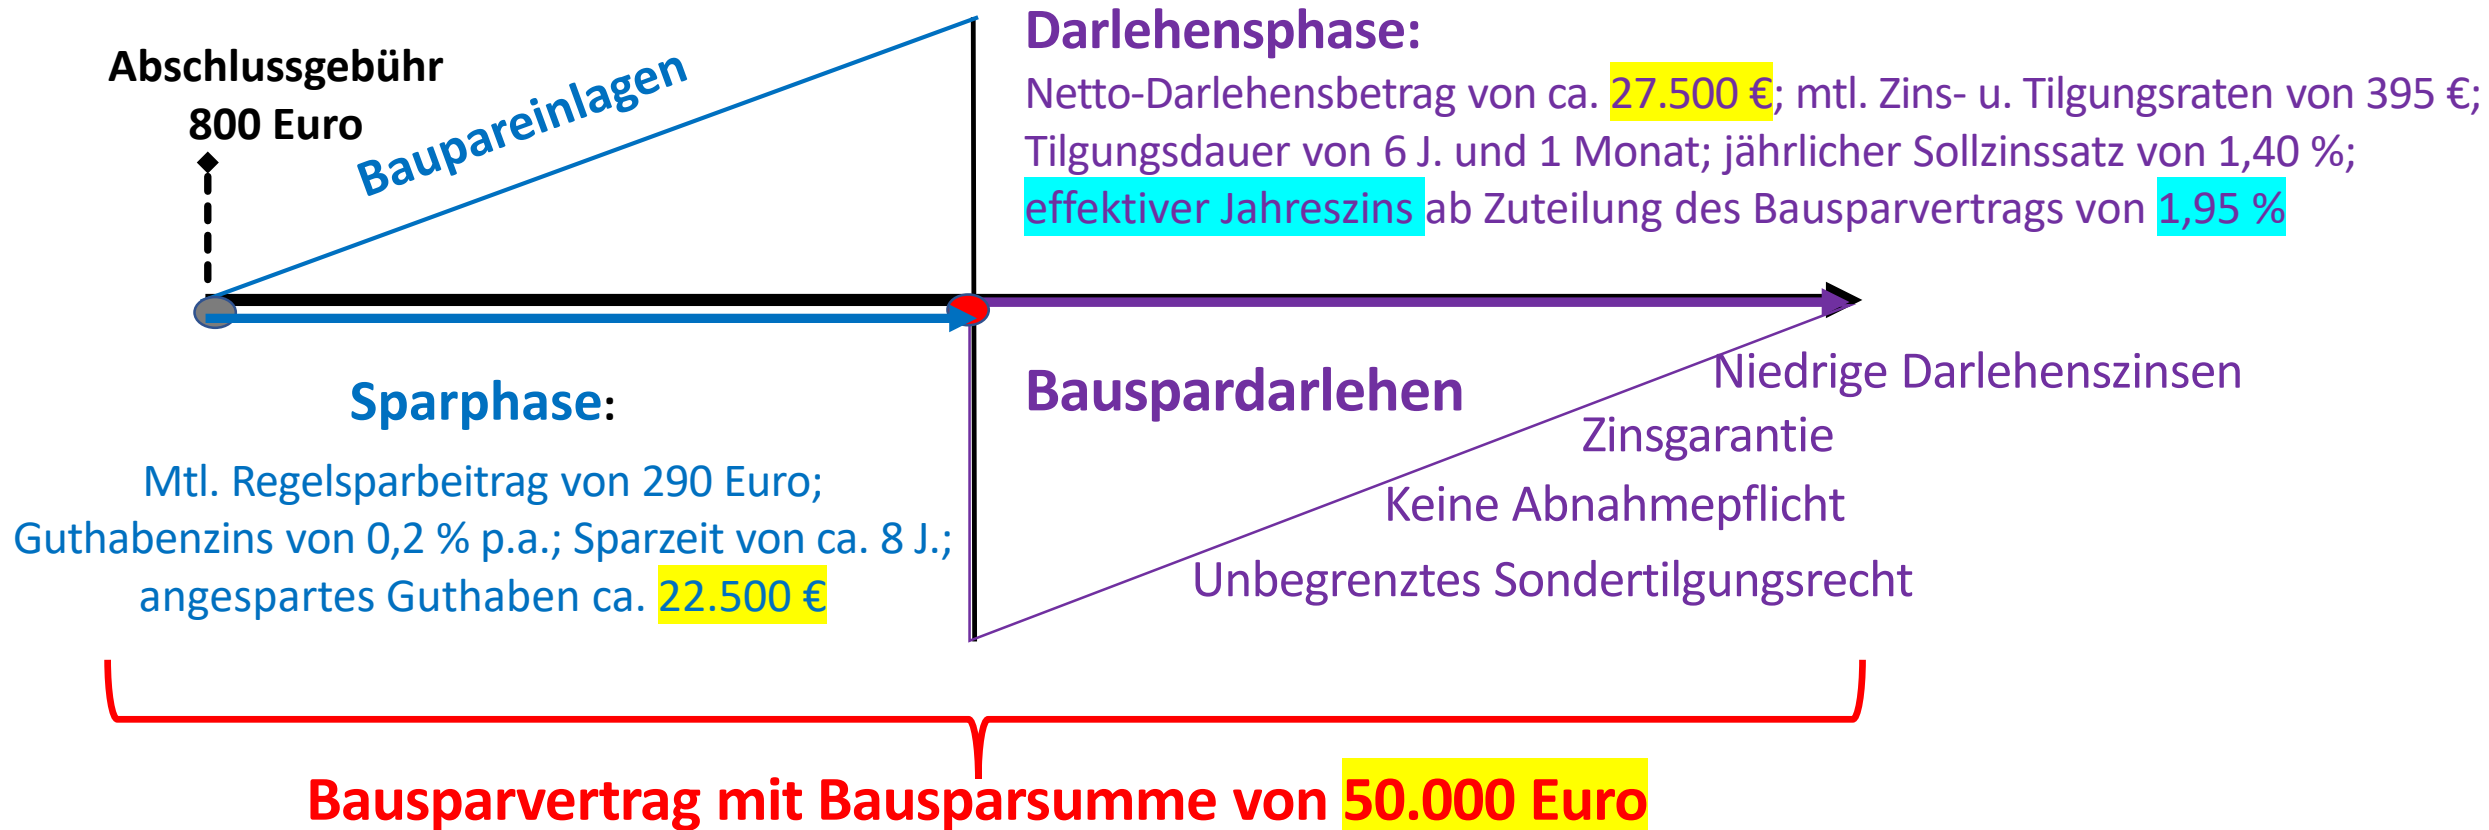 Abschlussgebühr
800 Euro
Baupareinlagen
Darlehensphase:
Netto-Darlehensbetrag von ca. 27.500 €; mtl. Zins- u. Tilgungsraten von 395 €;
Tilgungsdauer von 6 J. und 1 Monat; jährlicher Sollzinssatz von 1,40 %;
effektiver Jahreszins ab Zuteilung des Bausparvertrags von 1,95 %
Sparphase:
Mtl. Regelsparbeitrag von 290 Euro;
Guthabenzins von 0,2 % p.a.; Sparzeit von ca. 8 J.;
angespartes Guthaben ca. 22.500 €
Bauspardarlehen
Niedrige Darlehenszinsen
Zinsgarantie
Keine Abnahmepflicht
Unbegrenztes Sondertilgungsrecht
Bausparvertrag mit Bausparsumme von 50.000 Euro